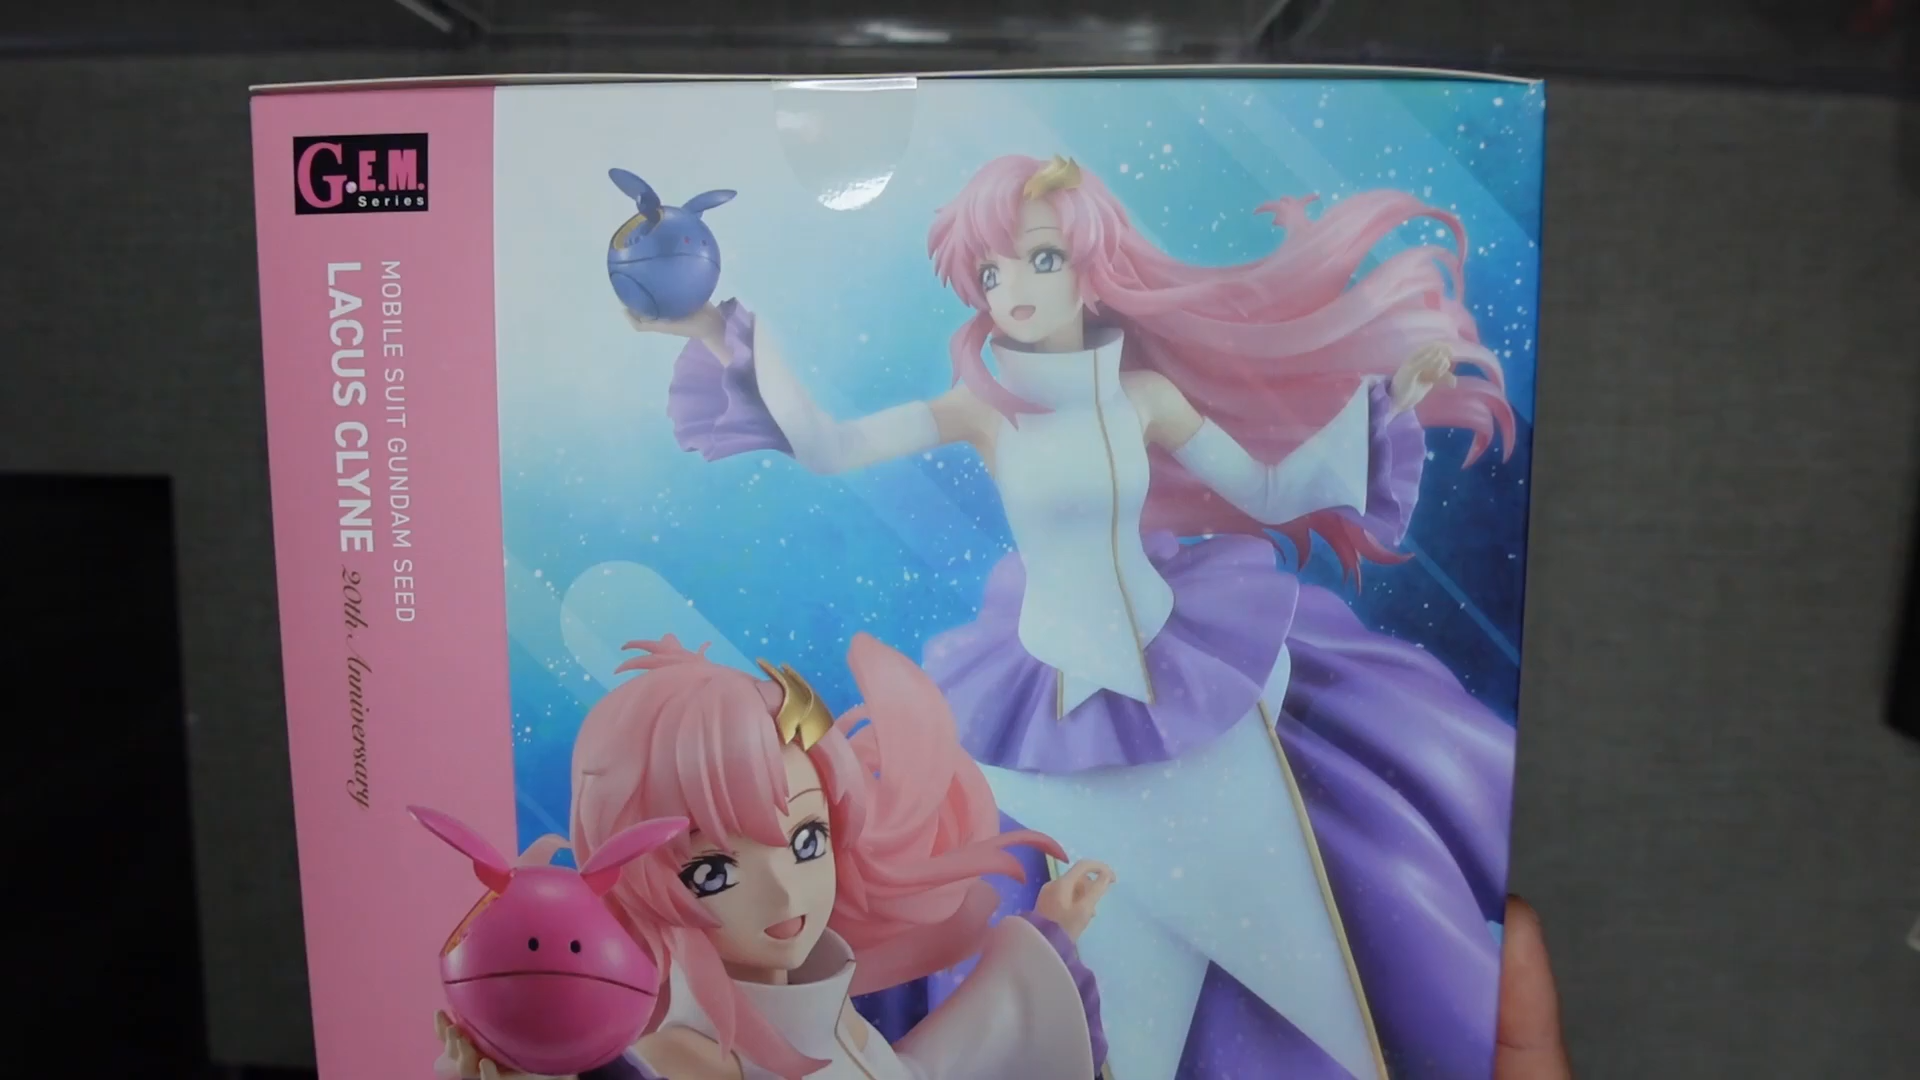 G.E.M.
Series
MOBILE SUIT GUNDAM SEED
LACUS CLYNE 20th Anniversary